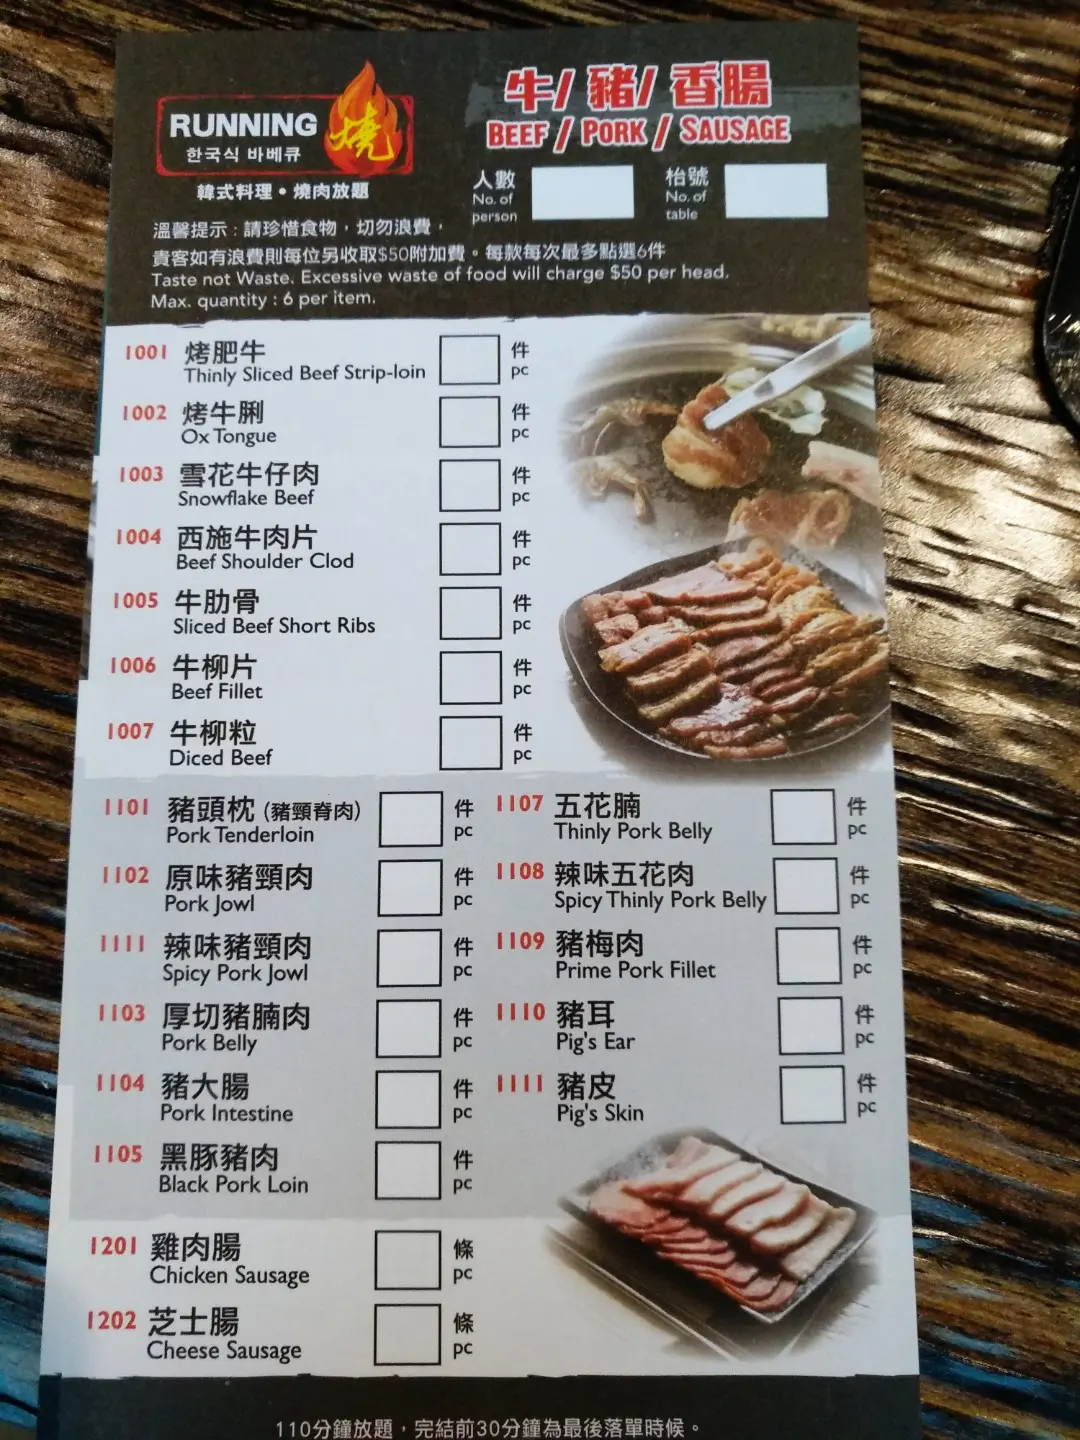 RUNNING 燒
한국식 바베큐
韓式料理 • 燒肉放題
牛/ 豬/ 香腸
BEEF / PORK / SAUSAGE
人數
No. of
person
枱號
No. of
table
溫馨提示：請珍惜食物，切勿浪費，
貴客如有浪費則每位另收取$50附加費。每款每次最多點選6件
Taste not Waste. Excessive waste of food will charge $50 per head.
Max. quantity : 6 per item.
1001 烤肥牛 件
Thinly Sliced Beef Strip-loin pc
1002 烤牛脷 件
Ox Tongue pc
1003 雪花牛仔肉 件
Snowflake Beef pc
1004 西施牛肉片 件
Beef Shoulder Clod pc
1005 牛肋骨 件
Sliced Beef Short Ribs pc
1006 牛柳片 件
Beef Fillet pc
1007 牛柳粒 件
Diced Beef pc
1101 豬頭枕 (豬頸脊肉) 件
Pork Tenderloin pc
1102 原味豬頸肉 件
Pork Jowl pc
1111 辣味豬頸肉 件
Spicy Pork Jowl pc
1103 厚切豬腩肉 件
Pork Belly pc
1104 豬大腸 件
Pork Intestine pc
1105 黑豚豬肉 件
Black Pork Loin pc
1107 五花腩 件
Thinly Pork Belly pc
1108 辣味五花肉 件
Spicy Thinly Pork Belly pc
1109 豬梅肉 件
Prime Pork Fillet pc
1110 豬耳 件
Pig's Ear pc
1111 豬皮 件
Pig's Skin pc
1201 雞肉腸 條
Chicken Sausage pc
1202 芝士腸 條
Cheese Sausage pc
110分鐘放題，完結前30分鐘為最後落單時候。